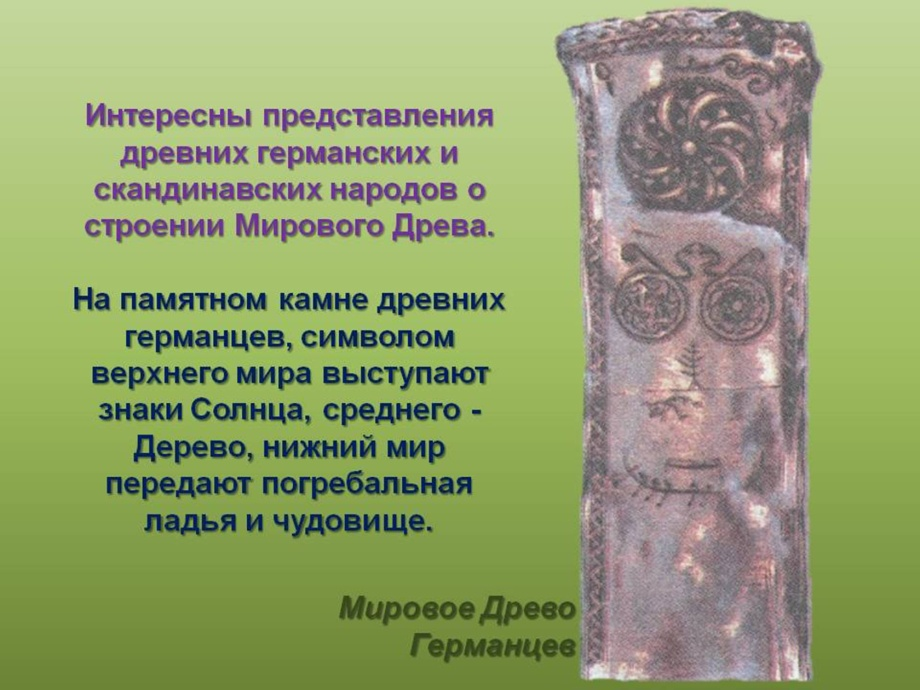 Интересны представления
древних германских и
скандинавских народов о
строении Мирового Древа.
На памятном камне древних
германцев, символом
верхнего мира выступают
знаки Солнца, среднего -
Дерево, нижний мир
передают погребальная
ладья и чудовище.
Мировое Древо
Германцев